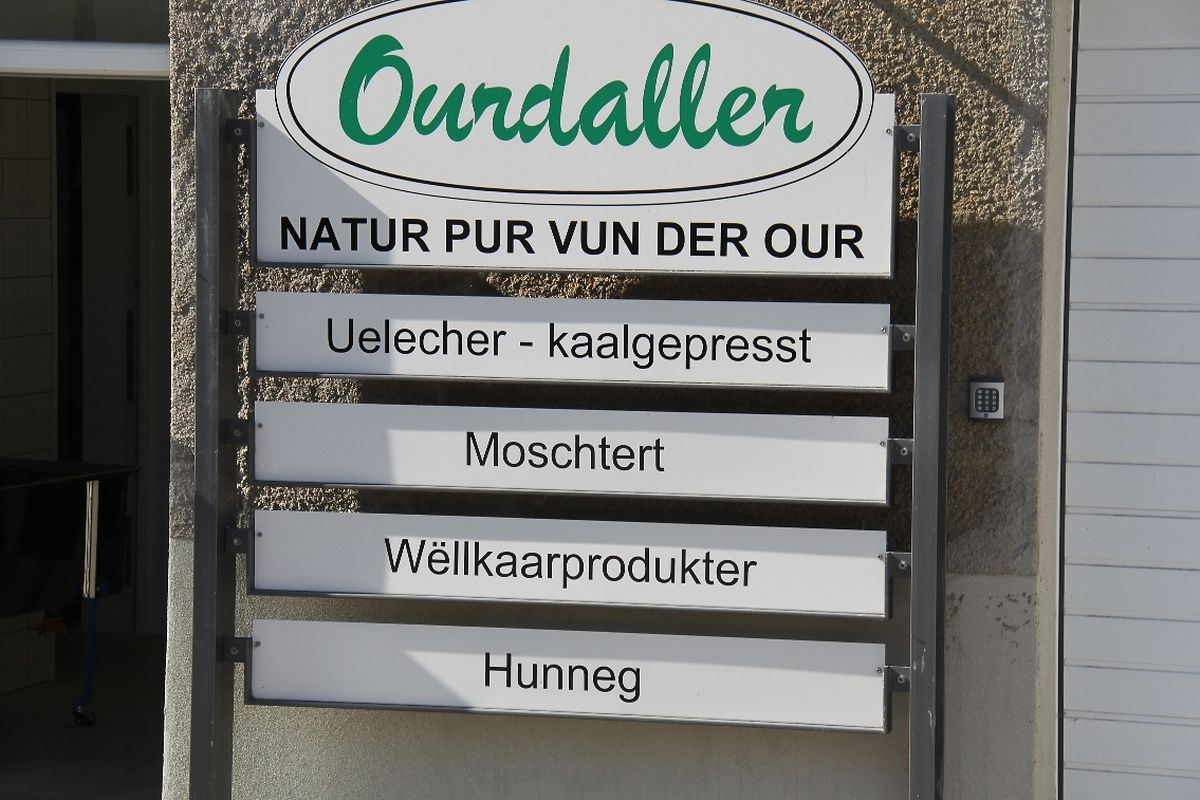 Ourdaller
NATUR PUR VUN DER OUR
Uelecher - kaalgepresst
Moschtert
Wëllkaarprodukter
Hunneg